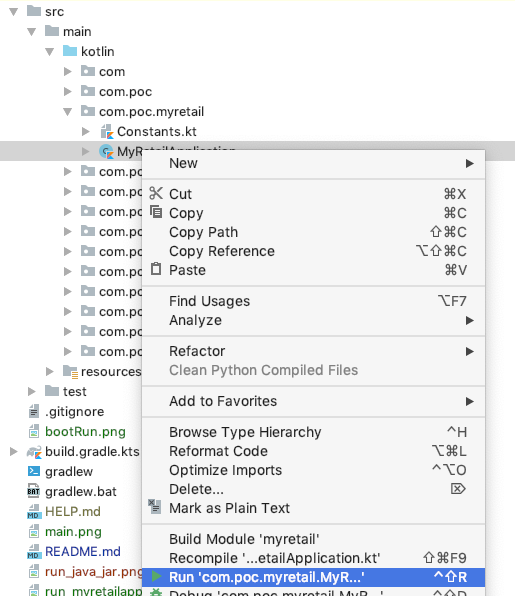 src
main
kotlin
com
com.poc
com.poc.myretail
Constants.kt
MyRetailApplication
com.po
com.po
com.po
com.po
com.po
com.po
com.po
com.po
com.po
com.po
resources
test
.gitignore
bootRun.png
build.gradle.kts
gradlew
gradlew.bat
HELP.md
main.png
README.md
run_java_jar.png
run_myretailapp
New
Cut ⌘X
Copy ⌘C
Copy Path ⇧⌘C
Copy Reference ⌥⇧⌘C
Paste ⌘V
Find Usages ⌥F7
Analyze
Refactor
Clean Python Compiled Files
Add to Favorites
Browse Type Hierarchy ^H
Reformat Code ⌥⌘L
Optimize Imports ^⌥O
Delete... ⌦
Mark as Plain Text
Build Module 'myretail'
Recompile '...etailApplication.kt' ⇧⌘F9
Run 'com.poc.myretail.MyR...' ^⇧R
Debug 'com.poc.myretail.MyR...' ^⇧D